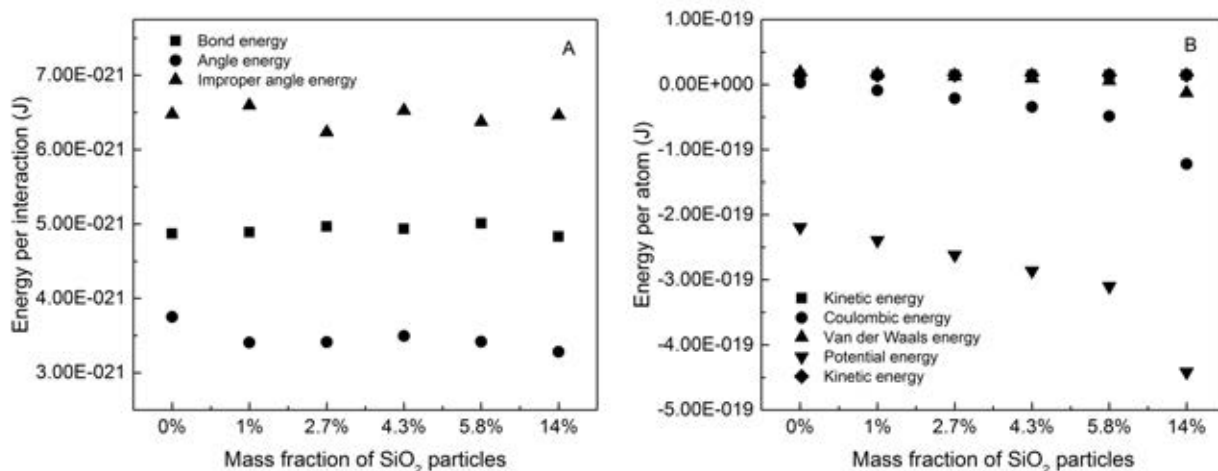 A
Bond energy
Angle energy
Improper angle energy
7.00E-021
6.00E-021
5.00E-021
4.00E-021
3.00E-021
Energy per interaction (J)
0% 1% 2.7% 4.3% 5.8% 14%
Mass fraction of SiO₂ particles
B
1.00E-019
0.00E+000
-1.00E-019
-2.00E-019
-3.00E-019
-4.00E-019
-5.00E-019
Energy per atom (J)
Kinetic energy
Coulombic energy
Van der Waals energy
Potential energy
Kinetic energy
0% 1% 2.7% 4.3% 5.8% 14%
Mass fraction of SiO₂ particles